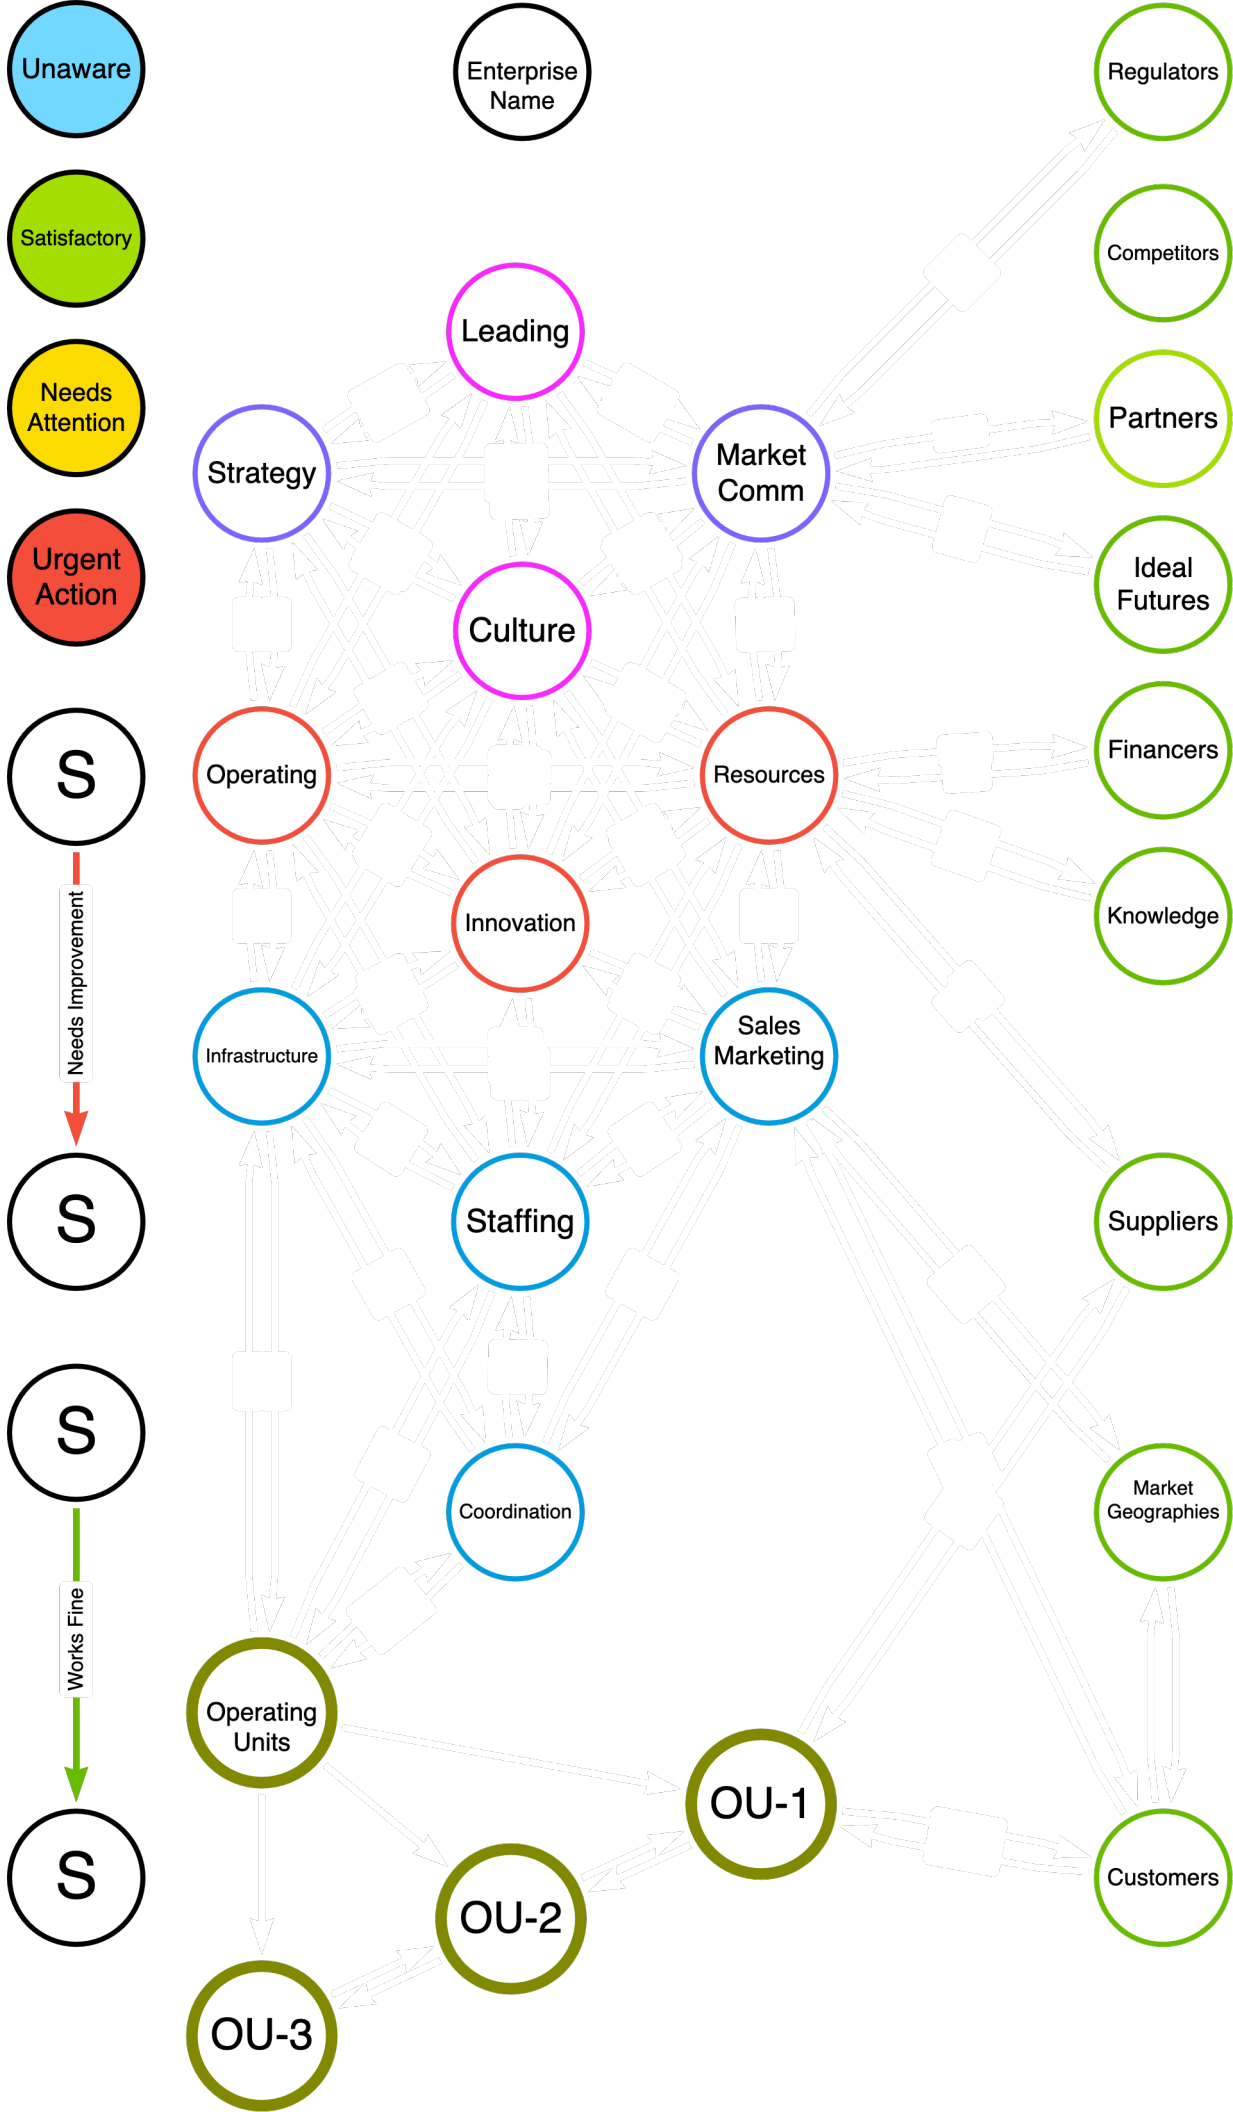 Unaware
Enterprise
Name
Regulators
Satisfactory
Competitors
Leading
Needs
Attention
Partners
Strategy
Market
Comm
Urgent
Action
Ideal
Futures
Culture
S
Operating
Resources
Financers
Needs Improvement
Innovation
Knowledge
Infrastructure
Sales
Marketing
S
Staffing
Suppliers
S
Coordination
Market
Geographies
Works Fine
Operating
Units
OU-1
S
OU-2
Customers
OU-3